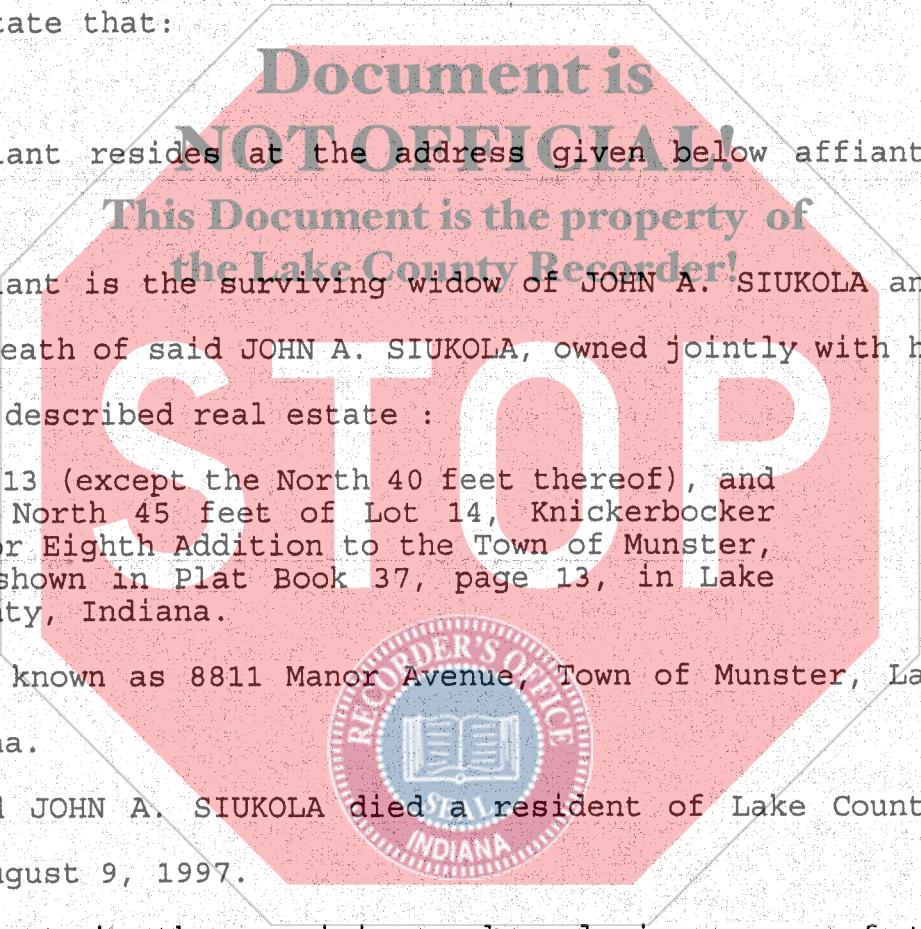 tate that:
Document is
NOT OFFICIAL!
iant resides at the address given below affiant
This Document is the property of
the Lake County Recorder!
iant is the surviving widow of JOHN A. SIUKOLA an
eath of said JOHN A. SIUKOLA, owned jointly with h
described real estate :
STOP
13 (except the North 40 feet thereof), and
North 45 feet of Lot 14, Knickerbocker
or Eighth Addition to the Town of Munster,
shown in Plat Book 37, page 13, in Lake
ty, Indiana.
known as 8811 Manor Avenue, Town of Munster, La
na.
RECORDER'S OFFICE
SEAL
INDIANA
JOHN A. SIUKOLA died a resident of Lake Count
ugust 9, 1997.